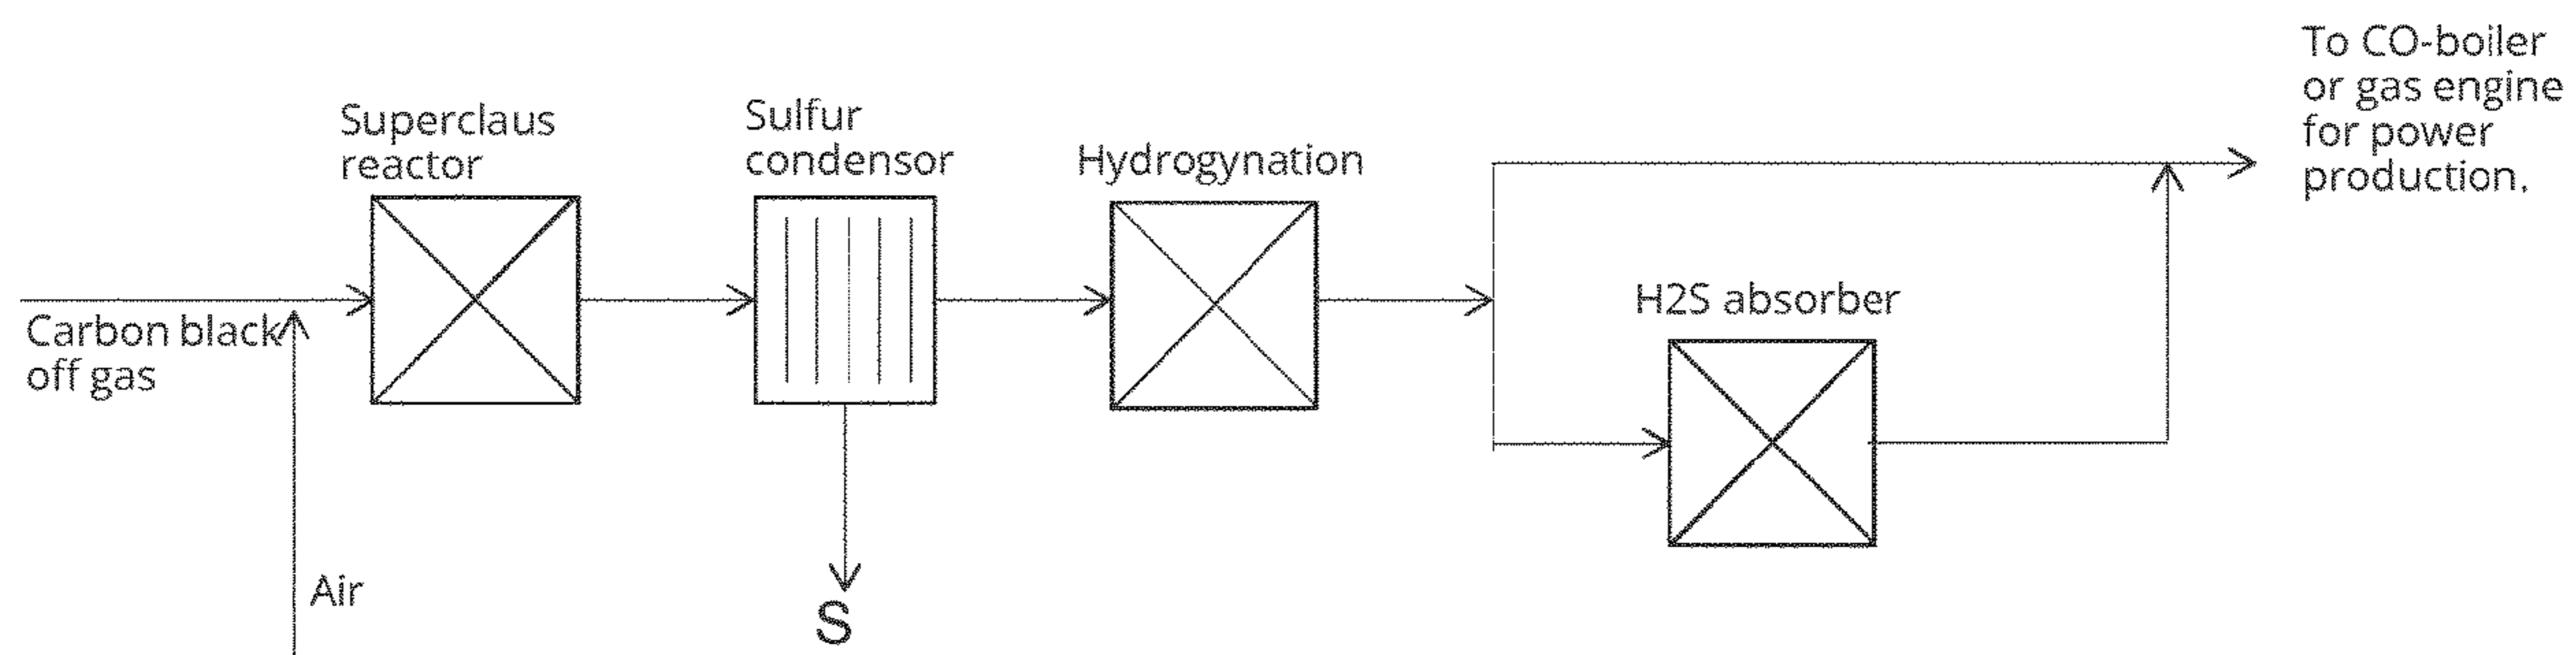 Carbon black
off gas
Air
Superclaus
reactor
Sulfur
condensor
S
Hydrogynation
H2S absorber
To CO-boiler
or gas engine
for power
production.